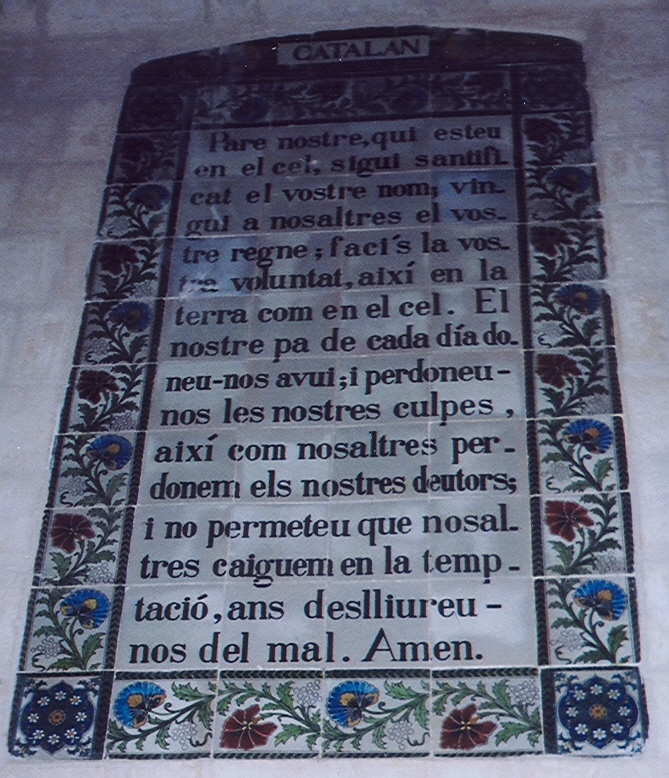 CATALAN
Pare nostre, qui esteu
en el cel, sigui santifi-
cat el vostre nom; vin-
gui a nosaltres el vos-
tre regne; faci's la vos-
tra voluntat, així en la
terra com en el cel. El
nostre pa de cada día do-
neu-nos avui; i perdoneu-
nos les nostres culpes,
així com nosaltres per-
donem els nostres deutors;
i no permeteu que nosal-
tres caiguem en la temp-
tació, ans deslliureu-
nos del mal. Amen.